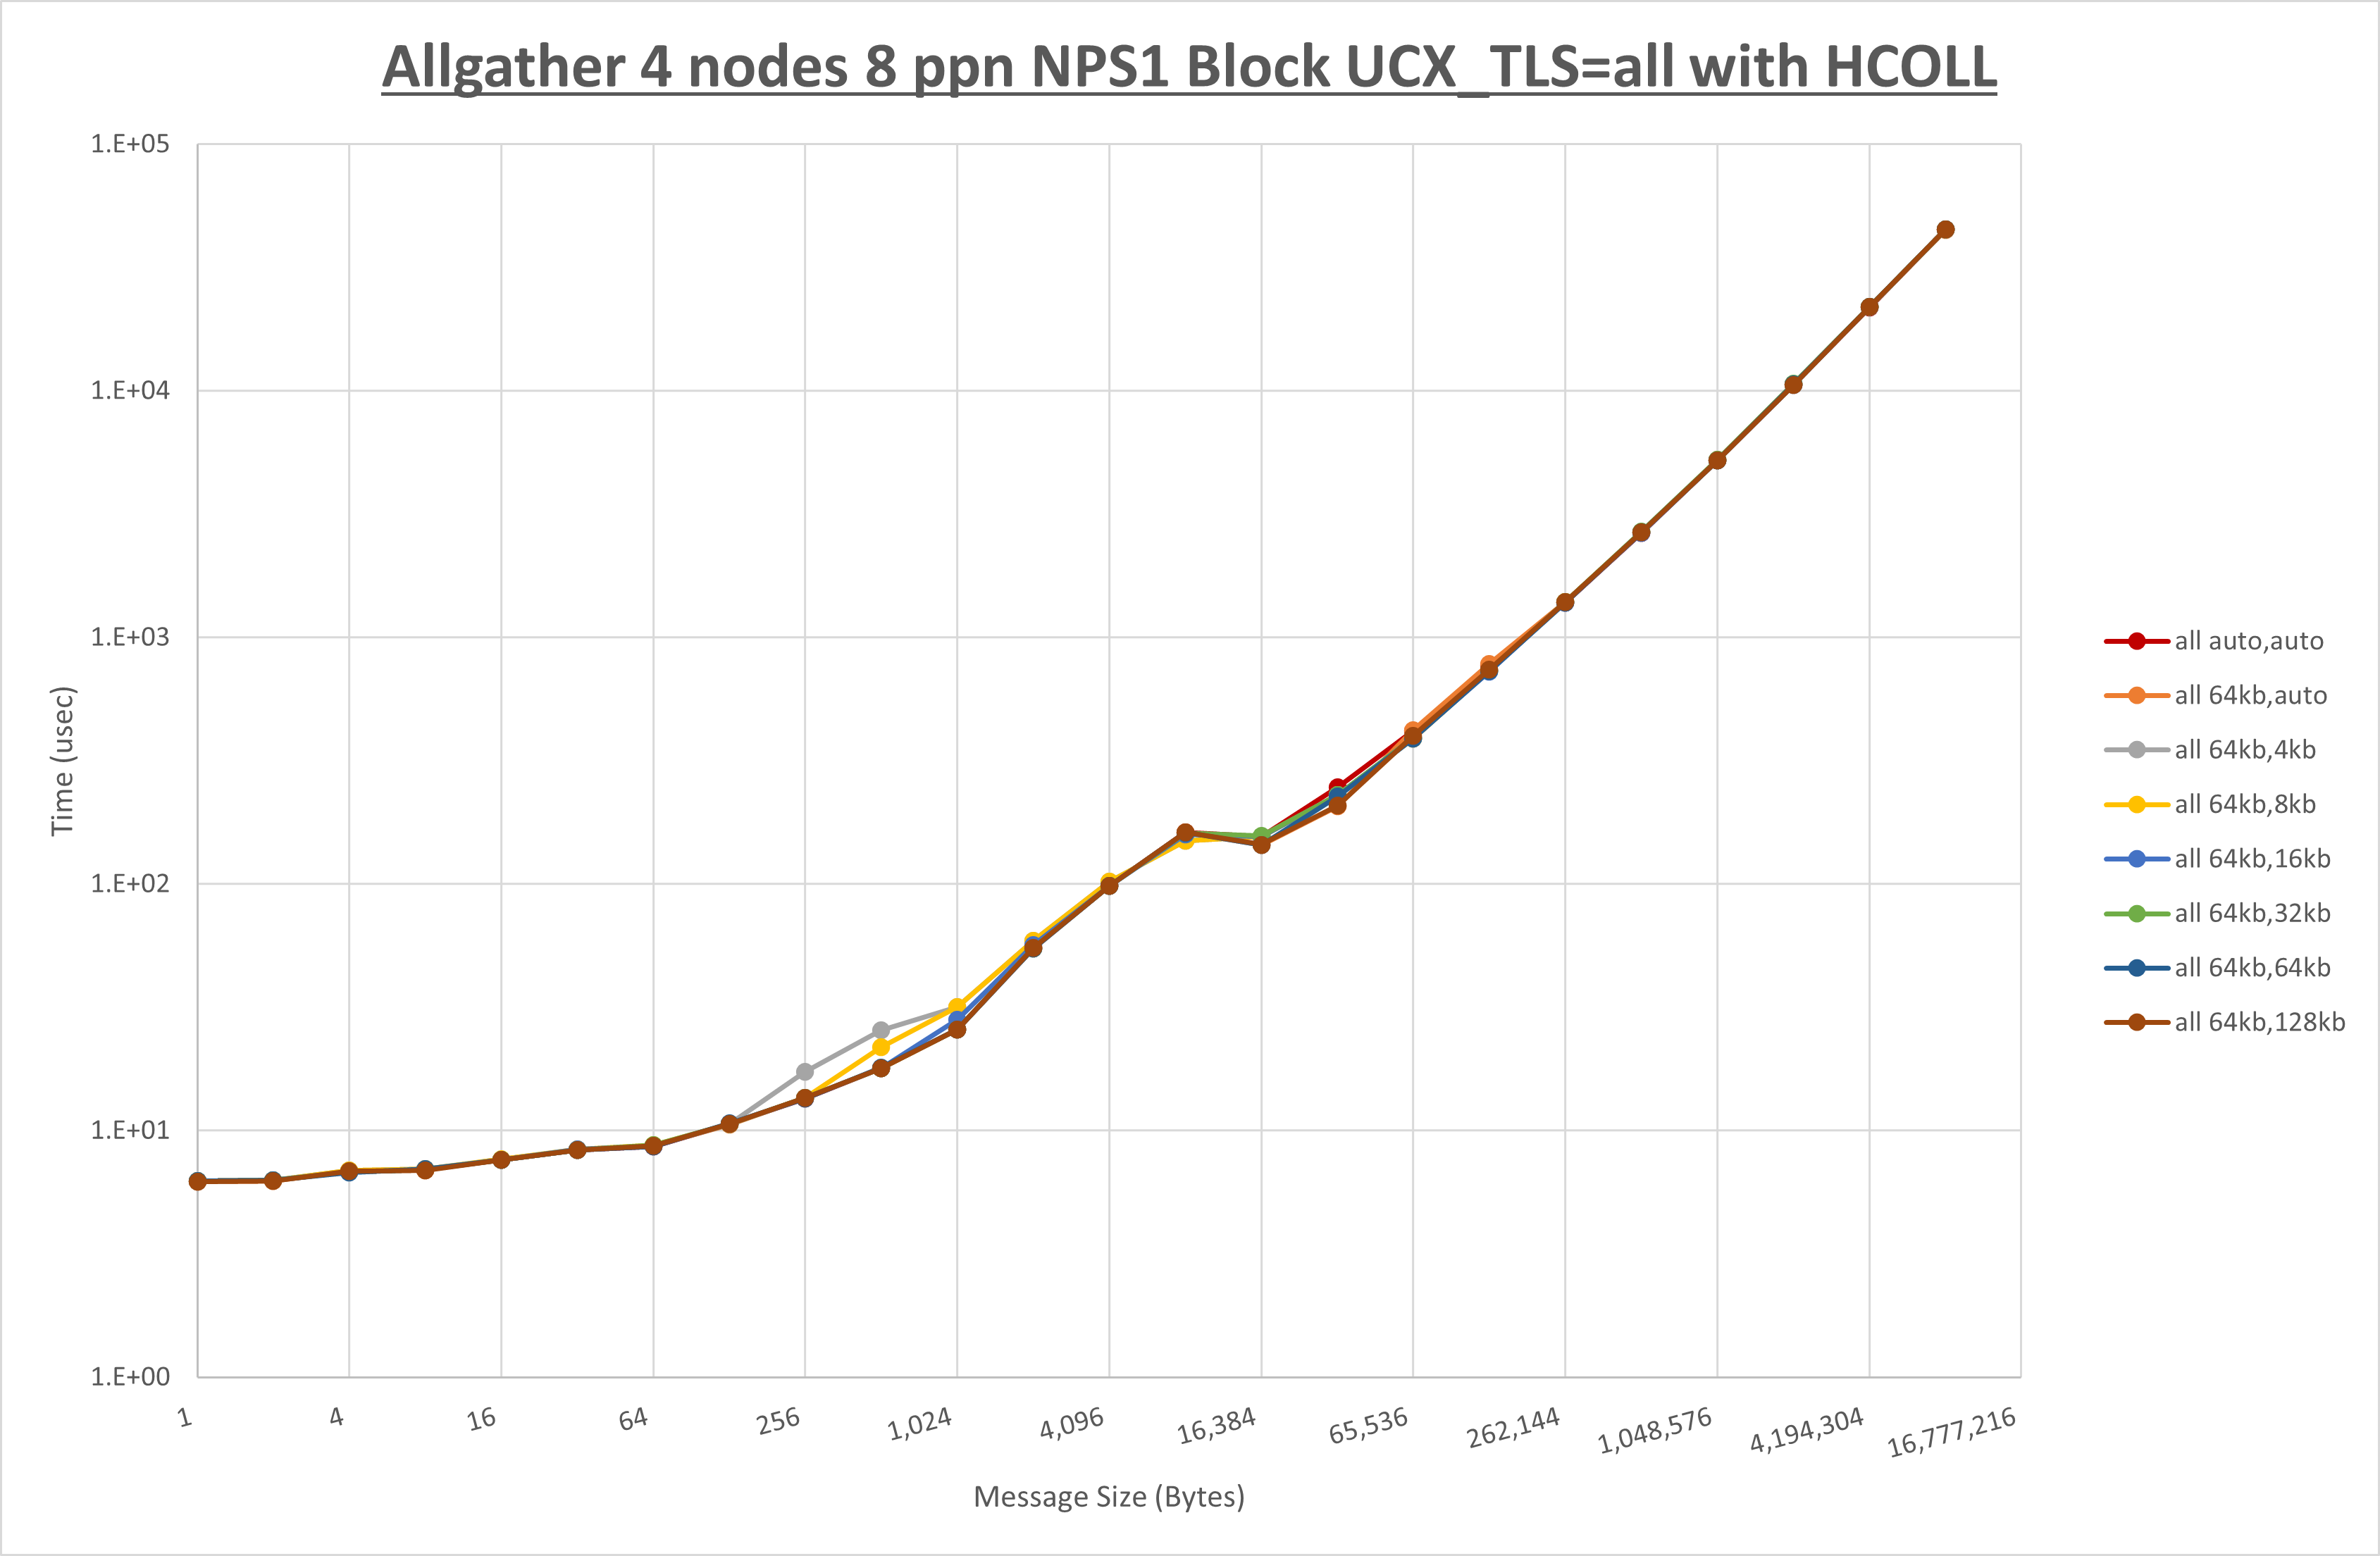 Allgather 4 nodes 8 ppn NPS1 Block UCX_TLS=all with HCOLL
1.E+05
1.E+04
1.E+03
1.E+02
1.E+01
1.E+00
Time (usec)
1
4
16
64
256
1,024
4,096
16,384
65,536
262,144
1,048,576
4,194,304
16,777,216
Message Size (Bytes)
all auto,auto
all 64kb,auto
all 64kb,4kb
all 64kb,8kb
all 64kb,16kb
all 64kb,32kb
all 64kb,64kb
all 64kb,128kb